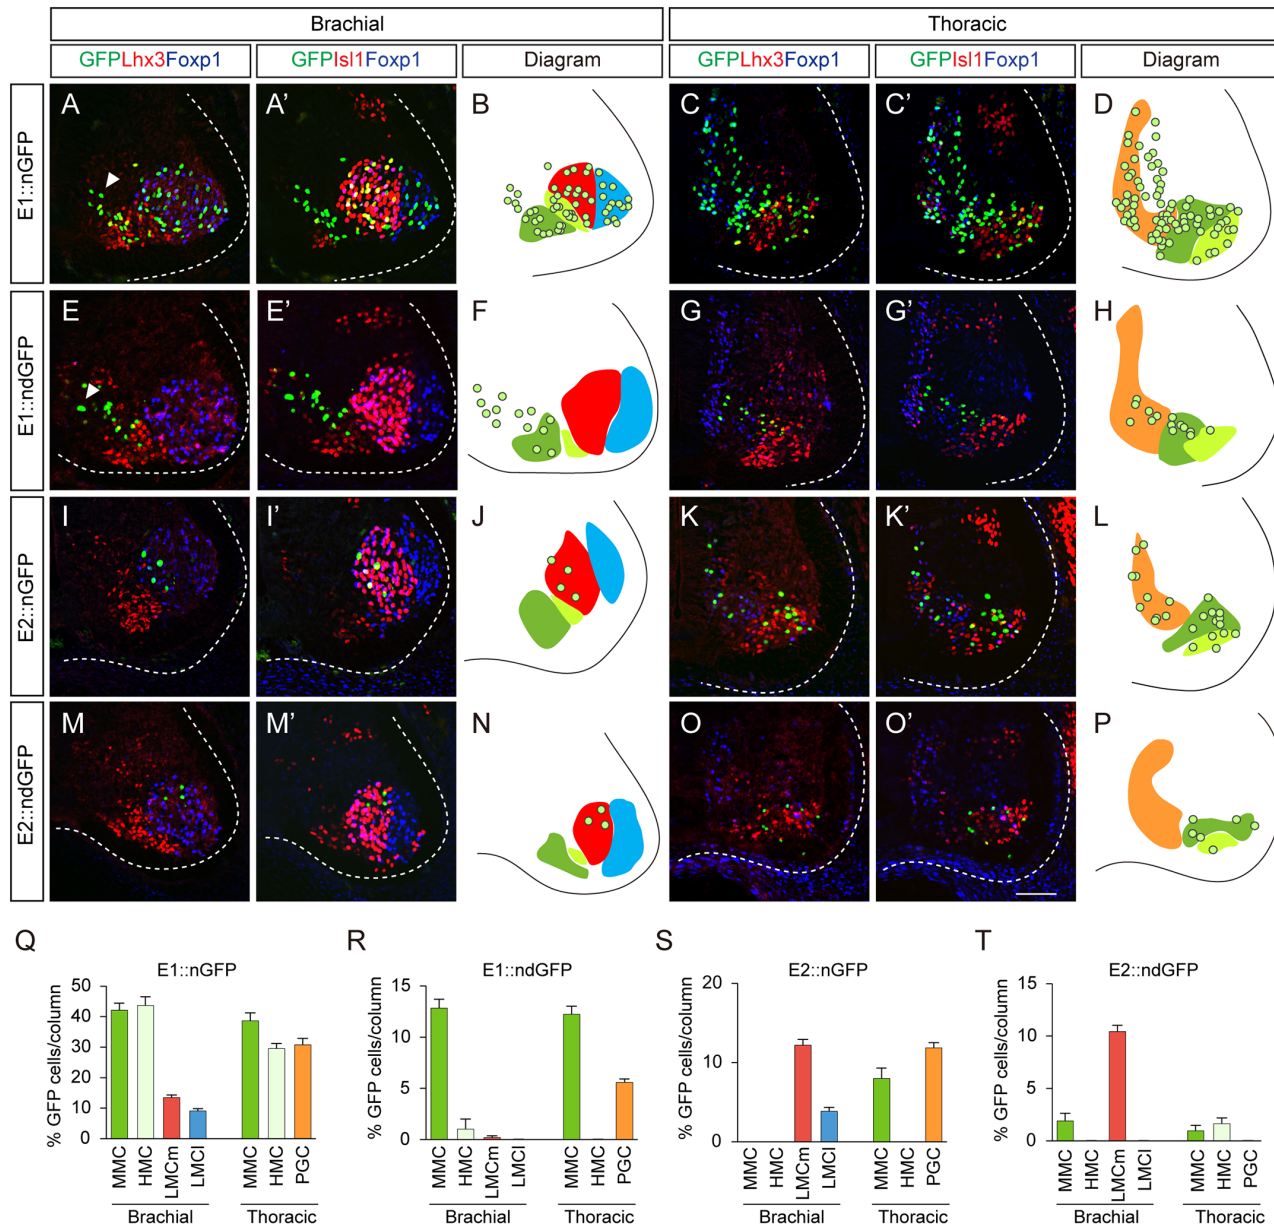 Brachial
Thoracic
GFPLhx3Foxp1
GFPIsl1Foxp1
Diagram
GFPLhx3Foxp1
GFPIsl1Foxp1
Diagram
E1::nGFP
A
A’
B
C
C’
D
E1::ndGFP
E
E’
F
G
G’
H
E2::nGFP
I
I’
J
K
K’
L
E2::ndGFP
M
M’
N
O
O’
P
Q
E1::nGFP
% GFP cells/column
50
40
30
20
10
0
MMC
HMC
LMCm
LMCl
MMC
HMC
PGC
Brachial
Thoracic
R
E1::ndGFP
% GFP cells/column
15
10
5
0
MMC
HMC
LMCm
LMCl
MMC
HMC
PGC
Brachial
Thoracic
S
E2::nGFP
% GFP cells/column
20
10
0
MMC
HMC
LMCm
LMCl
MMC
HMC
PGC
Brachial
Thoracic
T
E2::ndGFP
% GFP cells/column
15
10
5
0
MMC
HMC
LMCm
LMCl
MMC
HMC
PGC
Brachial
Thoracic